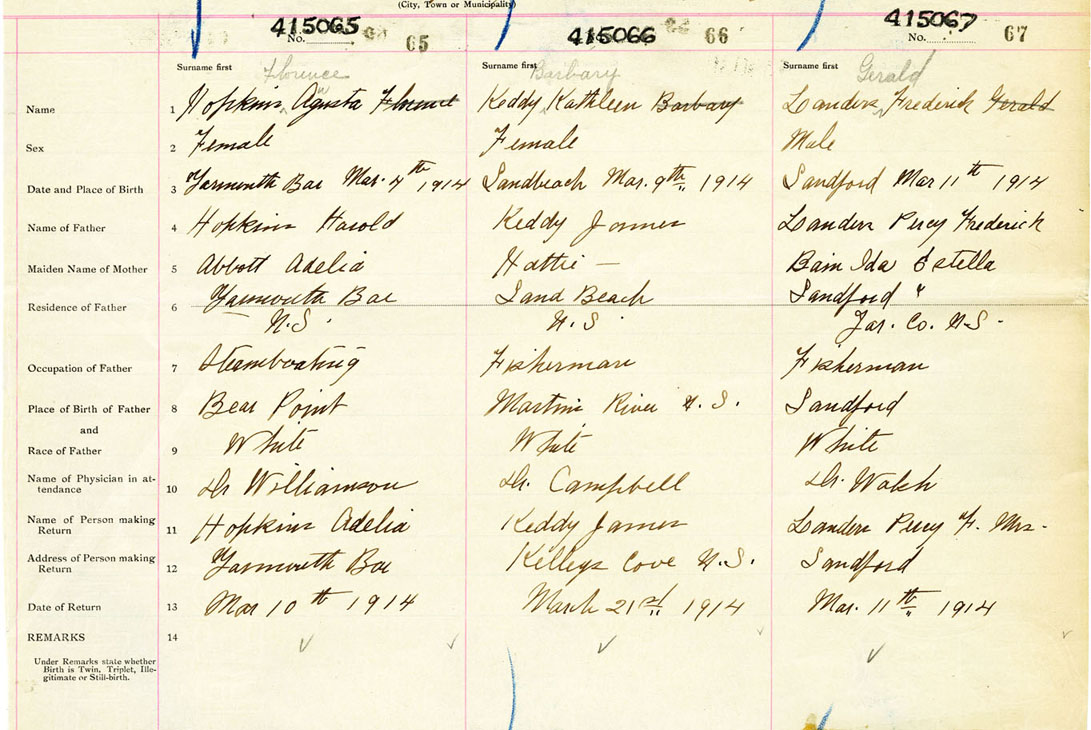 (City, Town or Municipality)
415065 415066 415067
No. 65 66 No. 67
Surname first Florence Surname first Barbary Surname first Gerald
Name 1 Hopkins Agusta Florence Keddy Kathleen Barbary Landers Frederick Gerald
Sex 2 Female Female Male
Date and Place of Birth 3 Yarmouth Bar Mar. 4th 1914 Sandbeach Mar. 9th 1914 Sandford Mar 11th 1914
Name of Father 4 Hopkins Harold Keddy James Landers Percy Frederick
Maiden Name of Mother 5 Abbott Adelia Hattie — Bain Ida Estella
Residence of Father 6 Yarmouth Bar Sand Beach Sandford "
N.S. N.S. Yar. Co. N.S.
Occupation of Father 7 Steamboating Fisherman Fisherman
Place of Birth of Father 8 Bear Point Martins River N.S. Sandford
and
Race of Father 9 White White White
Name of Physician in at-
tendance 10 Dr Williamson Dr. Campbell Dr. Walsh
Name of Person making
Return 11 Hopkins Adelia Keddy James Landers Percy F. Mrs.
Address of Person making
Return 12 Yarmouth Bar Kellys Cove N.S. Sandford
Date of Return 13 Mar 10th 1914 March 21st 1914 Mar. 11th 1914
REMARKS 14
Under Remarks state whether
Birth is Twin, Triplet, Ille-
gitimate or Still-birth.